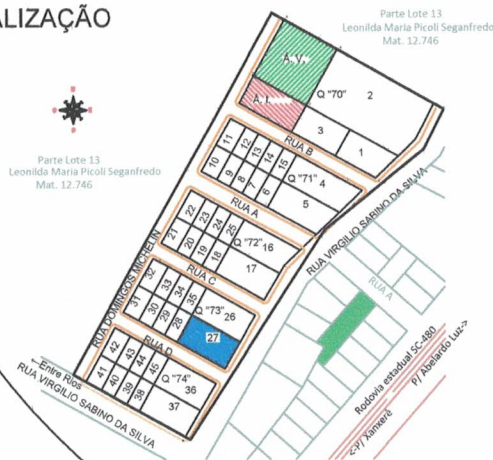 ALIZAÇÃO
Parte Lote 13
Leonilda Maria Picoli Seganfredo
Mat. 12.746
Parte Lote 13
Leonilda Maria Picoli Seganfredo
Mat. 12.746
Q "70"
2
3
1
RUA B
11
12
13
14
15
Q "71"
4
10
9
8
7
6
5
RUA A
22
23
24
25
Q "72"
16
21
20
19
18
17
RUA C
32
33
34
35
Q "73"
26
31
30
29
28
27
RUA D
42
43
44
45
Q "74"
36
41
40
39
38
37
RUA DOMINGOS MICHELIN
RUA VIRGILIO SABINO DA SILVA
RUA A
Rodovia estadual SC-480
P/ Abelardo Luz->
<-P/ Xanxerê
<-Entre Rios
RUA VIRGILIO SABINO DA SILVA